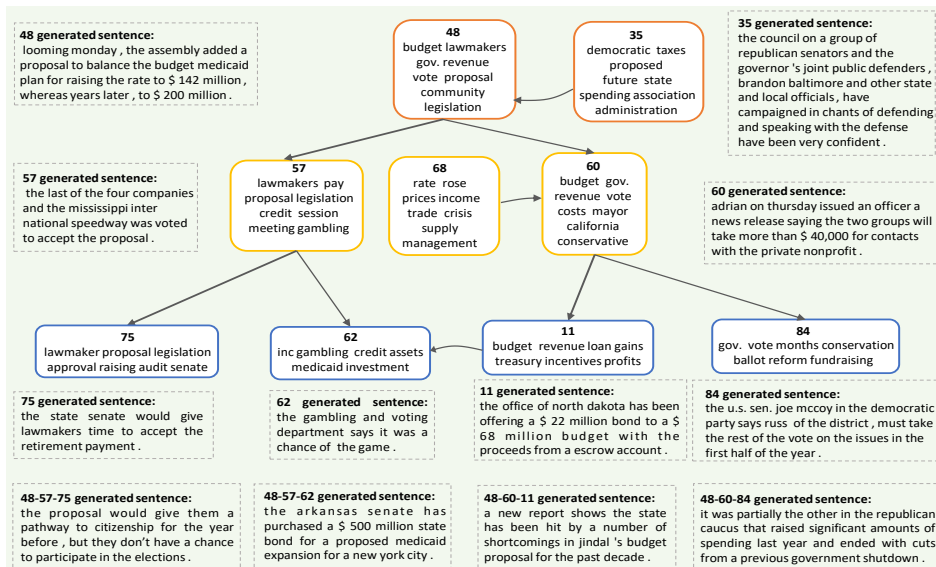 48 generated sentence:
looming monday , the assembly added a
proposal to balance the budget medicaid
plan for raising the rate to $ 142 million ,
whereas years later , to $ 200 million .
48
budget lawmakers
gov. revenue
vote proposal
community
legislation
35
democratic taxes
proposed
future state
spending association
administration
35 generated sentence:
the council on a group of
republican senators and the
governor 's joint public defenders ,
brandon baltimore and other state
and local officials , have
campaigned in chants of defending
and speaking with the defense
have been very confident .
57 generated sentence:
the last of the four companies
and the mississippi inter
national speedway was voted
to accept the proposal .
57
lawmakers pay
proposal legislation
credit session
meeting gambling
68
rate rose
prices income
trade crisis
supply
management
60
budget gov.
revenue vote
costs mayor
california
conservative
60 generated sentence:
adrian on thursday issued an officer a
news release saying the two groups will
take more than $ 40,000 for contacts
with the private nonprofit .
75
lawmaker proposal legislation
approval raising audit senate
62
inc gambling credit assets
medicaid investment
11
budget revenue loan gains
treasury incentives profits
84
gov. vote months conservation
ballot reform fundraising
75 generated sentence:
the state senate would give
lawmakers time to accept the
retirement payment .
62 generated sentence:
the gambling and voting
department says it was a
chance of the game .
11 generated sentence:
the office of north dakota has been
offering a $ 22 million bond to a $
68 million budget with the
proceeds from a escrow account .
84 generated sentence:
the u.s. sen. joe mccoy in the democratic
party says russ of the district , must take
the rest of the vote on the issues in the
first half of the year .
48-57-75 generated sentence:
the proposal would give them a
pathway to citizenship for the year
before , but they don't have a chance
to participate in the elections .
48-57-62 generated sentence:
the arkansas senate has
purchased a $ 500 million state
bond for a proposed medicaid
expansion for a new york city .
48-60-11 generated sentence:
a new report shows the state
has been hit by a number of
shortcomings in jindal 's budget
proposal for the past decade .
48-60-84 generated sentence:
it was partially the other in the republican
caucus that raised significant amounts of
spending last year and ended with cuts
from a previous government shutdown .